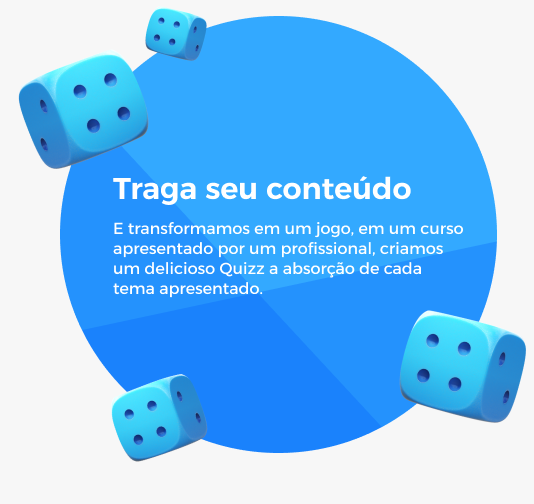 Traga seu conteúdo
E transformamos em um jogo, em um curso
apresentado por um profissional, criamos
um delicioso Quizz a absorção de cada
tema apresentado.